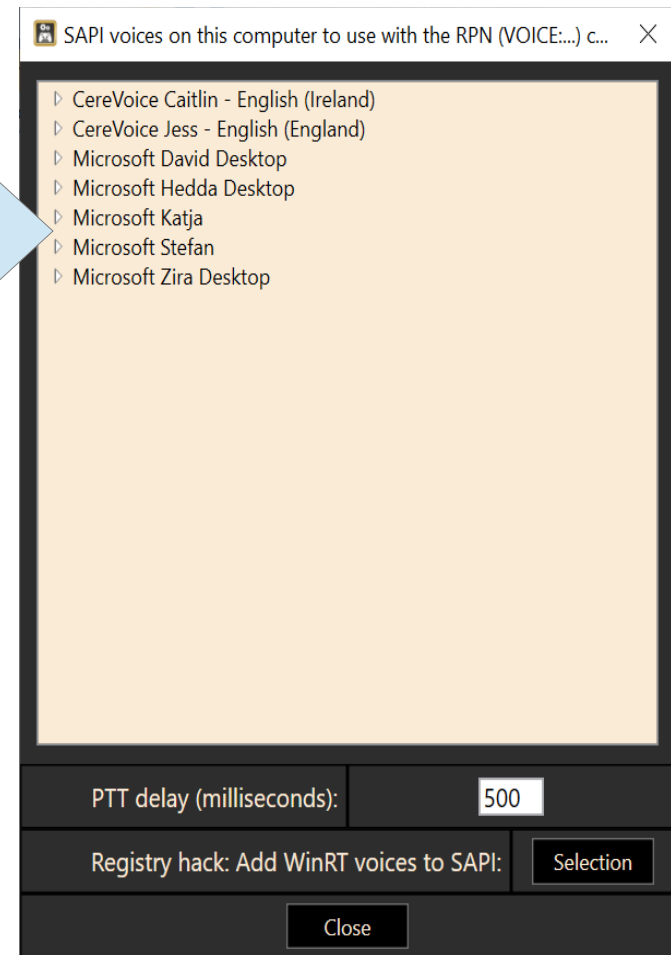 SAPI voices on this computer to use with the RPN (VOICE:...) c...
CereVoice Caitlin - English (Ireland)
CereVoice Jess - English (England)
Microsoft David Desktop
Microsoft Hedda Desktop
Microsoft Katja
Microsoft Stefan
Microsoft Zira Desktop
PTT delay (milliseconds): 500
Registry hack: Add WinRT voices to SAPI: Selection
Close